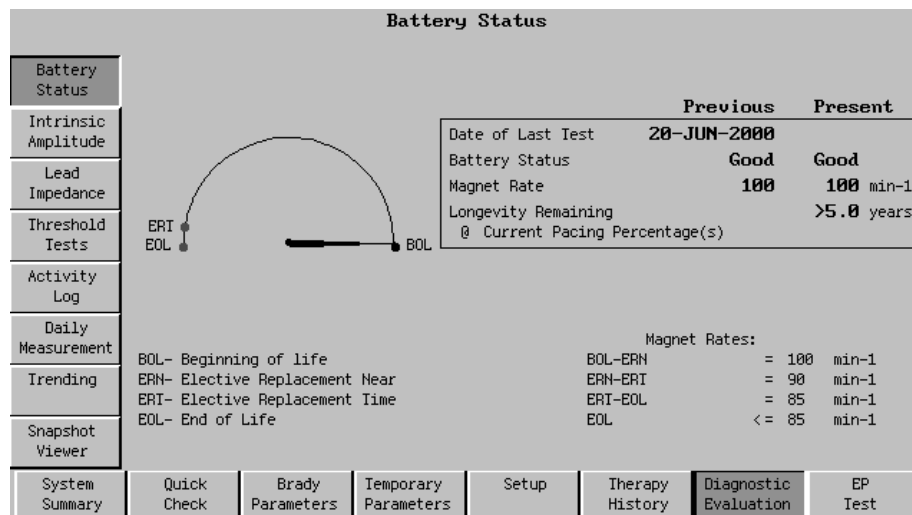 Battery Status
Battery
Status
Intrinsic
Amplitude
Lead
Impedance
Threshold
Tests
Activity
Log
Daily
Measurement
Trending
Snapshot
Viewer
ERT
EOL
BOL
Previous Present
Date of Last Test 20-JUN-2000
Battery Status Good Good
Magnet Rate 100 100 min-1
Longevity Remaining >5.0 years
@ Current Pacing Percentage(s)
BOL- Beginning of life
ERN- Elective Replacement Near
ERT- Elective Replacement Time
EOL- End of Life
Magnet Rates:
BOL-ERN = 100 min-1
ERN-ERT = 90 min-1
ERT-EOL = 85 min-1
EOL <= 85 min-1
System
Summary
Quick
Check
Brady
Parameters
Temporary
Parameters
Setup
Therapy
History
Diagnostic
Evaluation
EP
Test